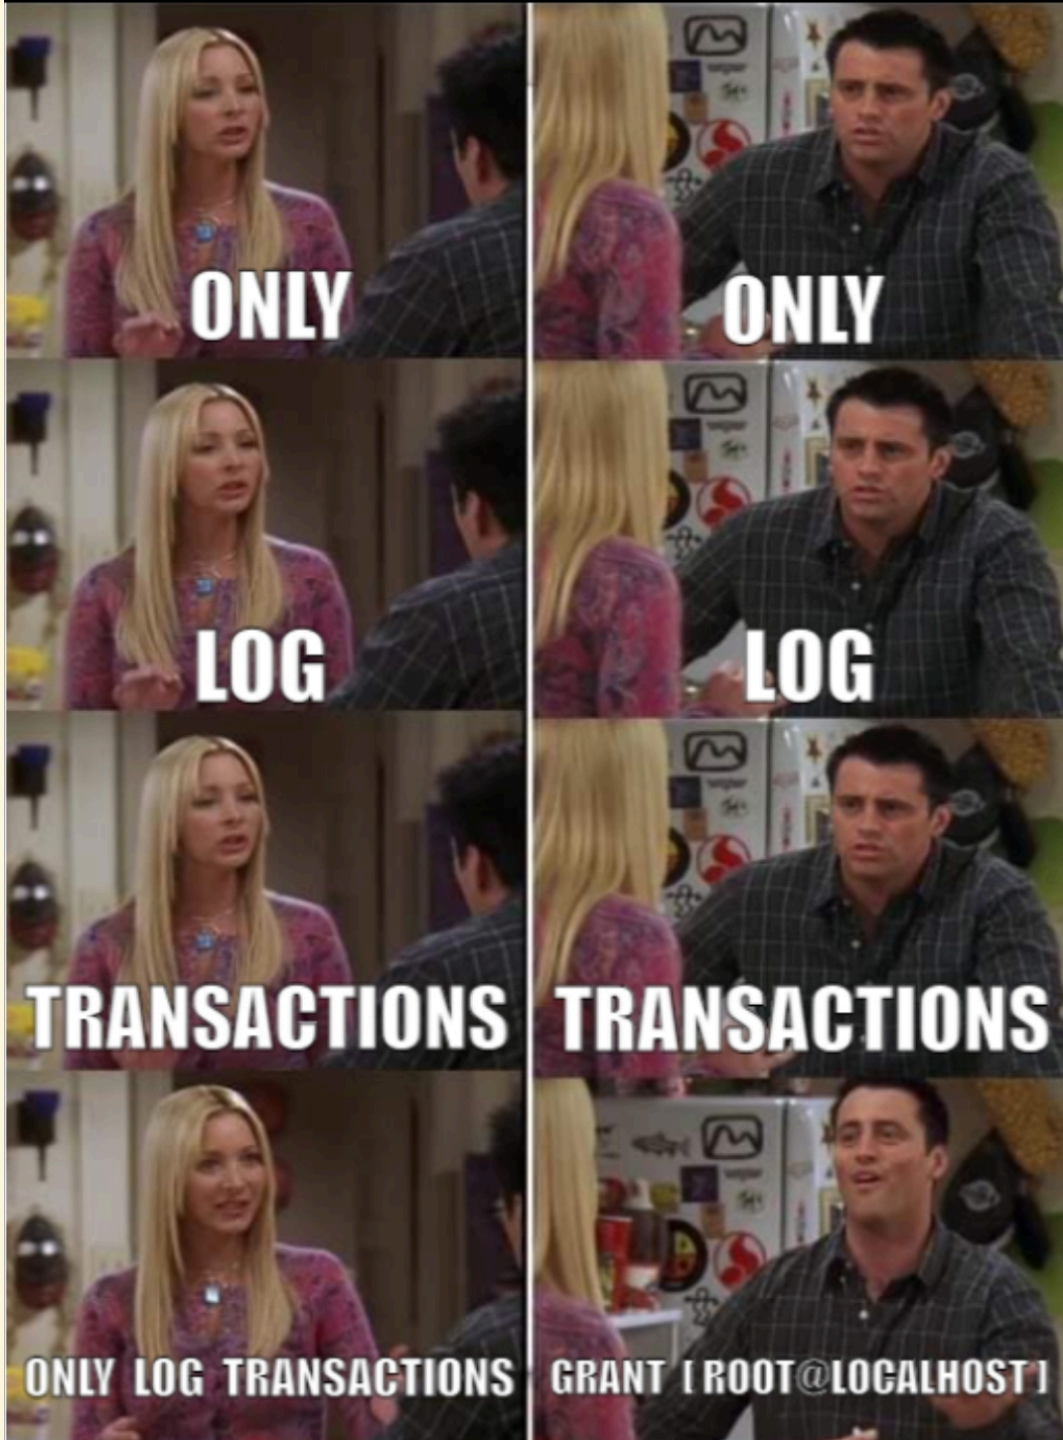 ONLY
ONLY
LOG
LOG
TRANSACTIONS
TRANSACTIONS
ONLY LOG TRANSACTIONS
GRANT [ROOT@LOCALHOST]